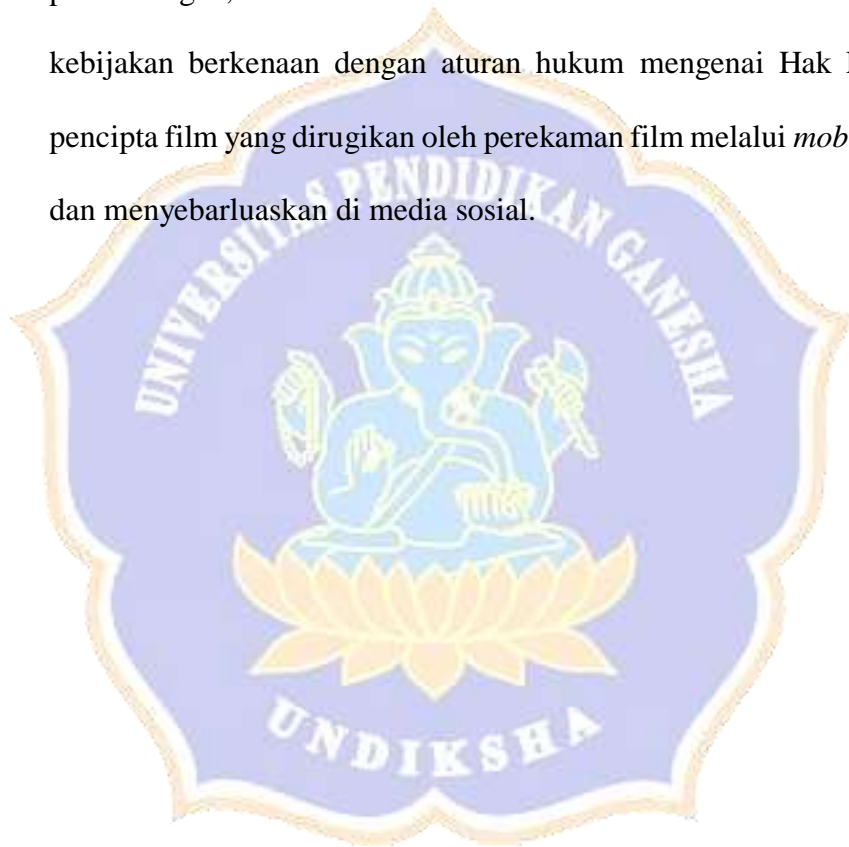 kebijakan berkenaan dengan aturan hukum mengenai Hak
pencipta film yang dirugikan oleh perekaman film melalui
dan menyebarluaskan di media sosial.
UNIVERSITAS PENDIDIKAN GANESHA
UNDIKSHA